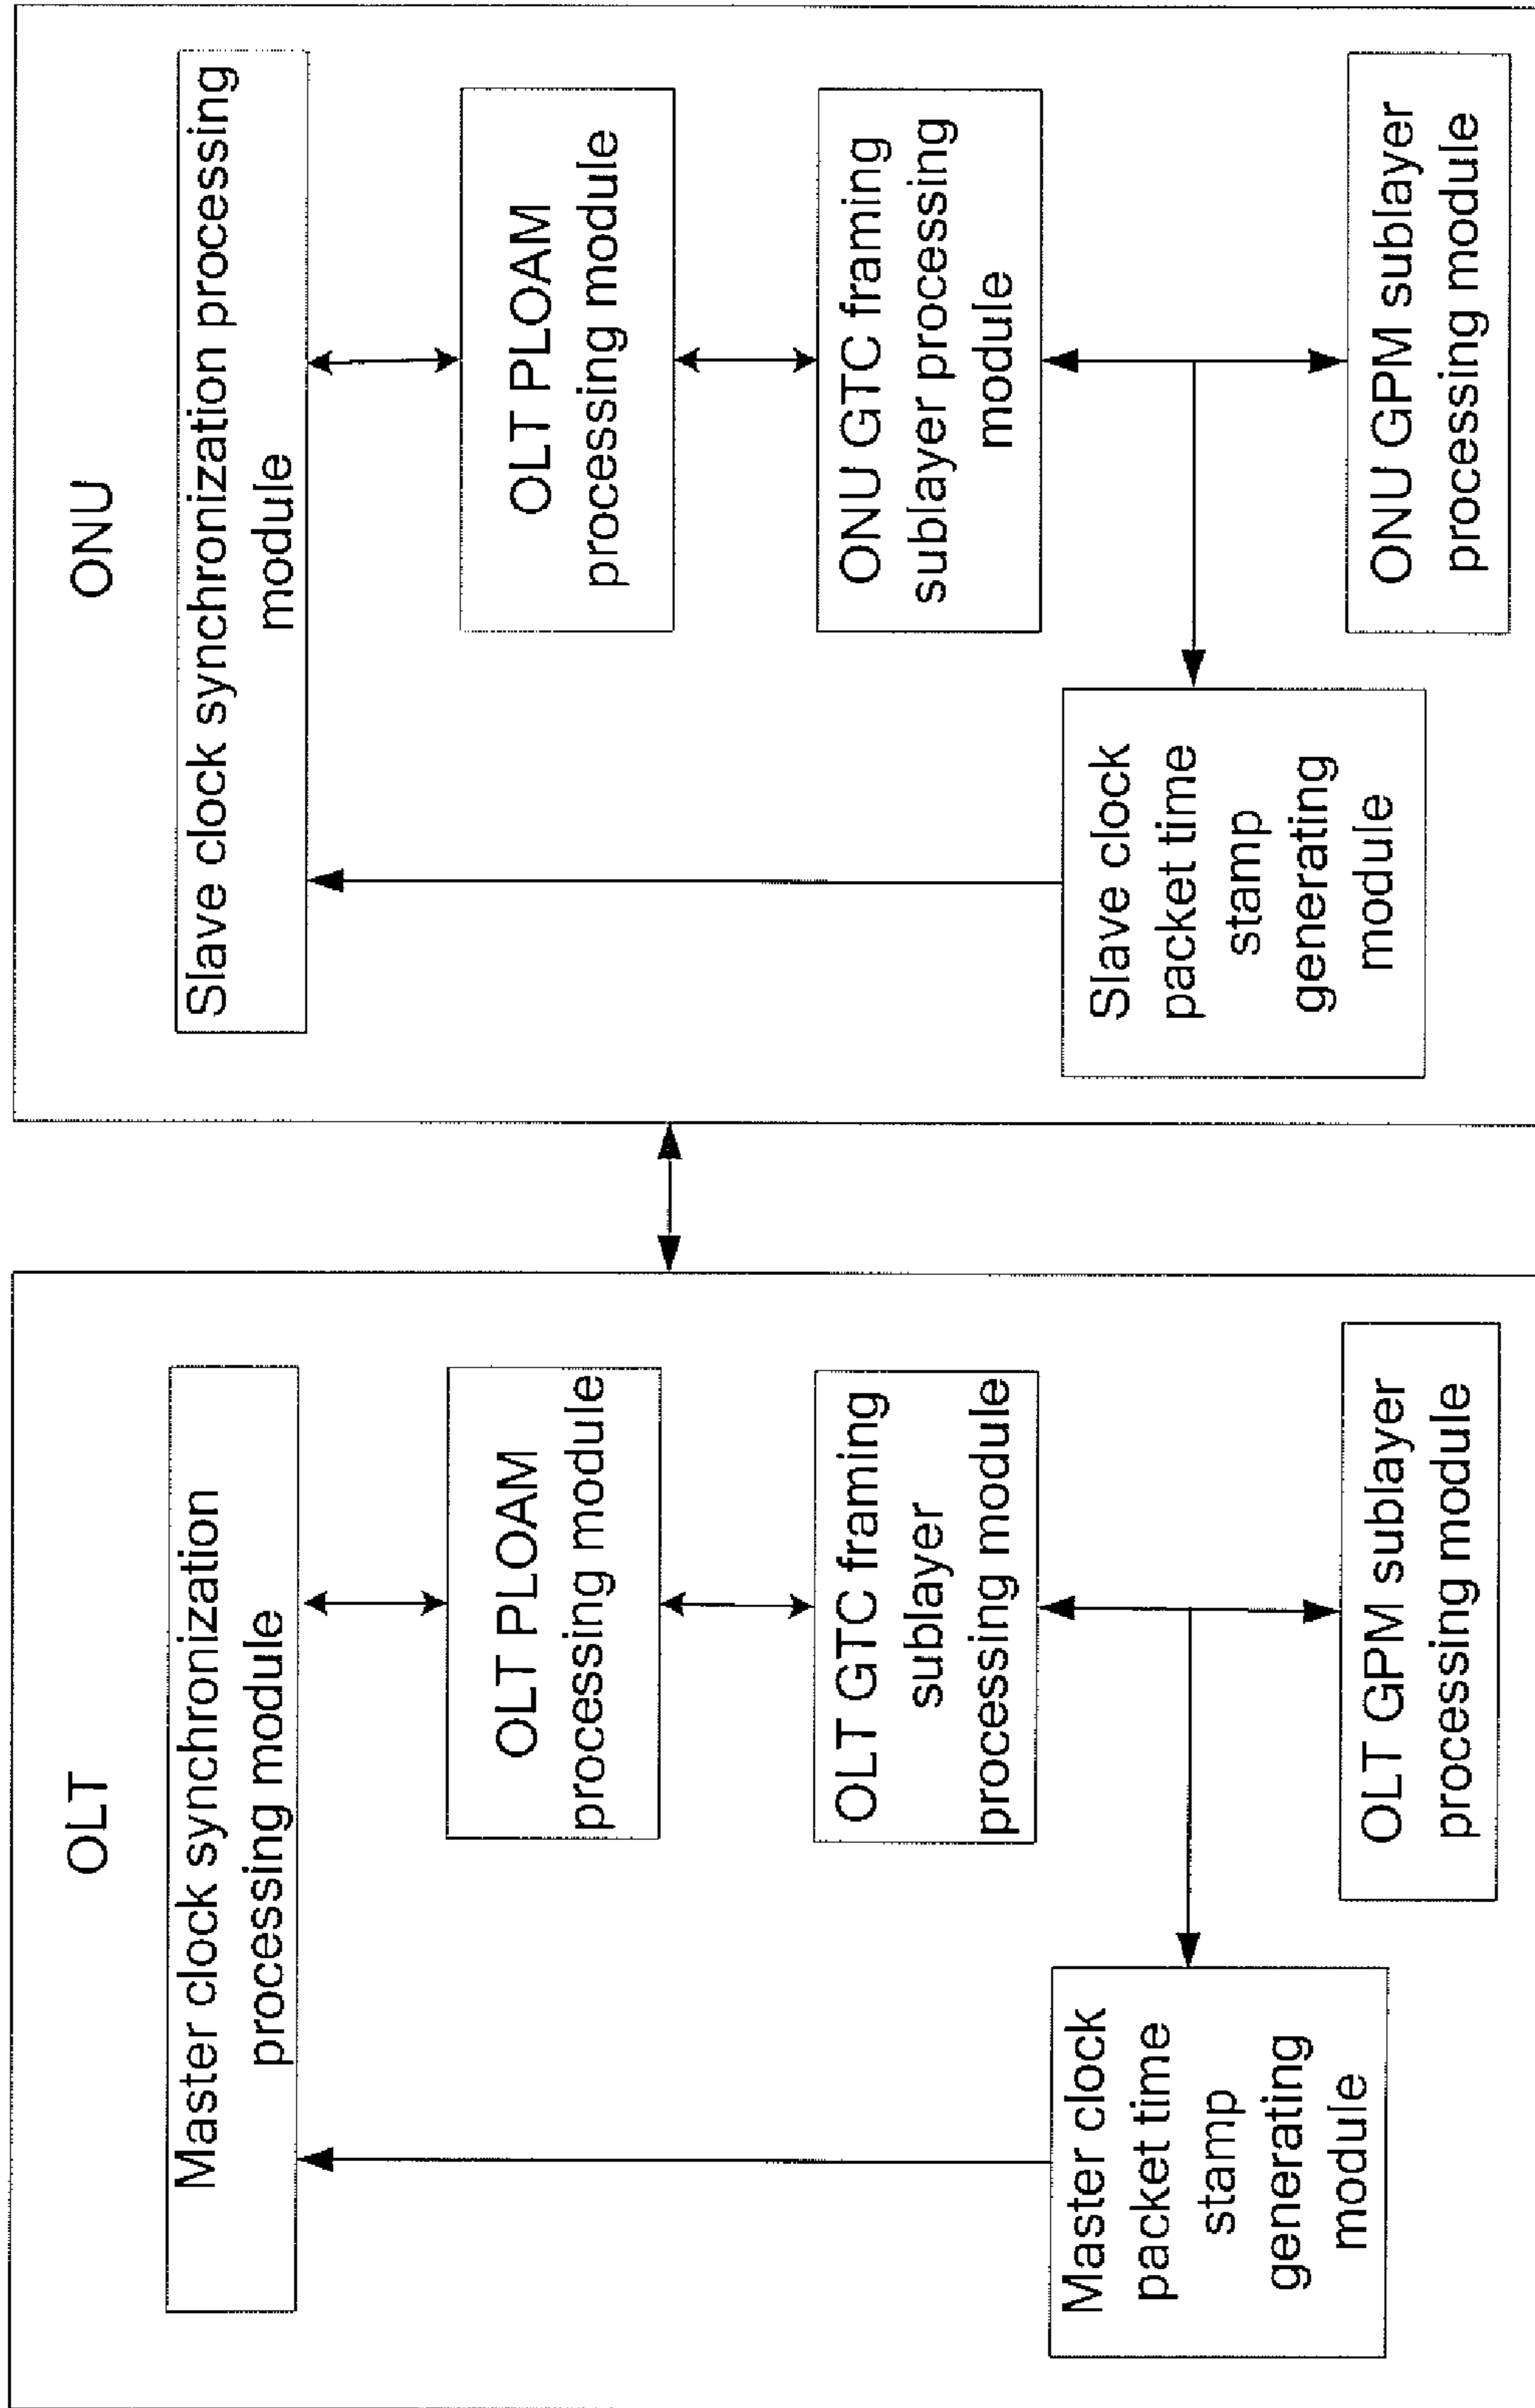 OLT
Master clock synchronization
processing module
OLT PLOAM
processing module
OLT GTC framing
sublayer
processing module
Master clock
packet time
stamp
generating
module
OLT GPM sublayer
processing module
ONU
Slave clock synchronization processing
module
OLT PLOAM
processing module
ONU GTC framing
sublayer processing
module
Slave clock
packet time
stamp
generating
module
ONU GPM sublayer
processing module